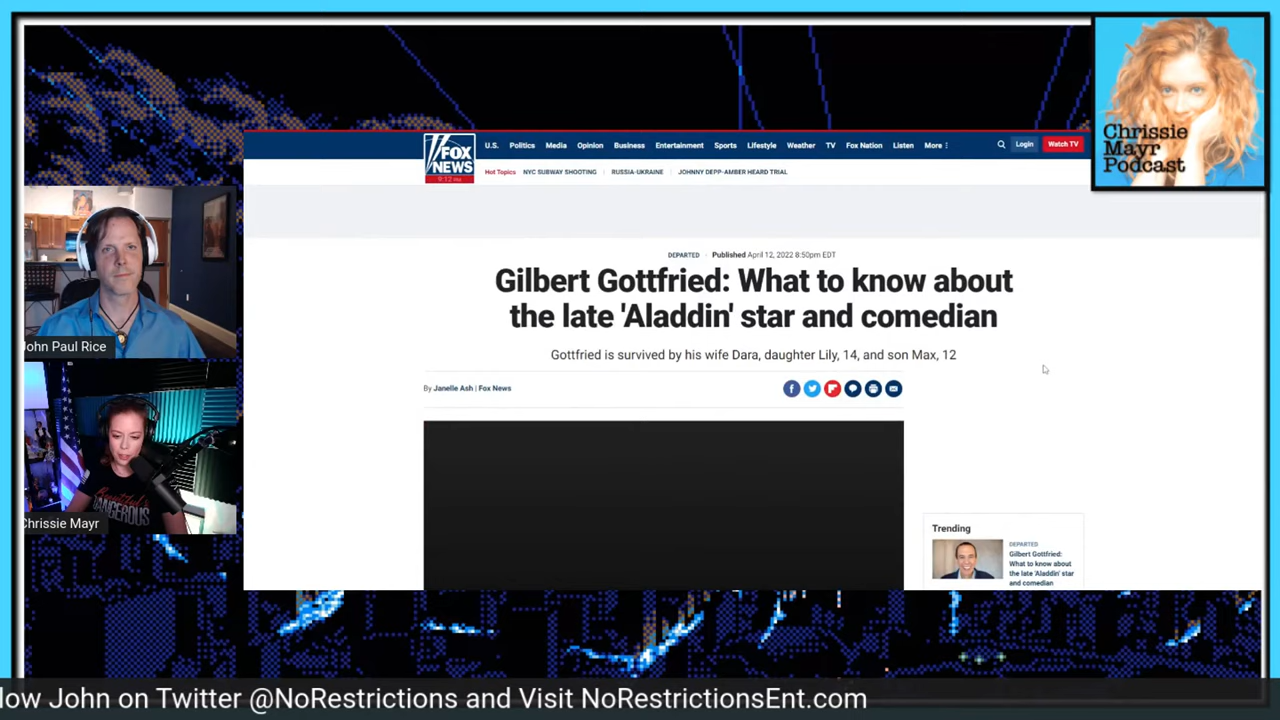 Chrissie
Mayr
Podcast
FOX
NEWS
9:12 PM
U.S. Politics Media Opinion Business Entertainment Sports Lifestyle Weather TV Fox Nation Listen More
Login
Watch TV
Hot Topics NYC SUBWAY SHOOTING RUSSIA-UKRAINE JOHNNY DEPP-AMBER HEARD TRIAL
DEPARTED · Published April 12, 2022 8:50pm EDT
Gilbert Gottfried: What to know about
the late 'Aladdin' star and comedian
Gottfried is survived by his wife Dara, daughter Lily, 14, and son Max, 12
By Janelle Ash | Fox News
John Paul Rice
DANGEROUS
Chrissie Mayr
Trending
DEPARTED
Gilbert Gottfried:
What to know about
the late 'Aladdin' star
and comedian
low John on Twitter @NoRestrictions and Visit NoRestrictionsEnt.com